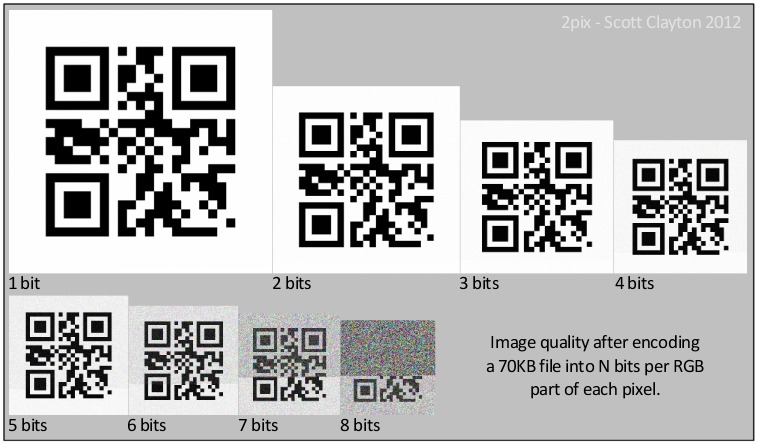 2pix - Scott Clayton 2012
1 bit
2 bits
3 bits
4 bits
5 bits
6 bits
7 bits
8 bits
Image quality after encoding
a 70KB file into N bits per RGB
part of each pixel.